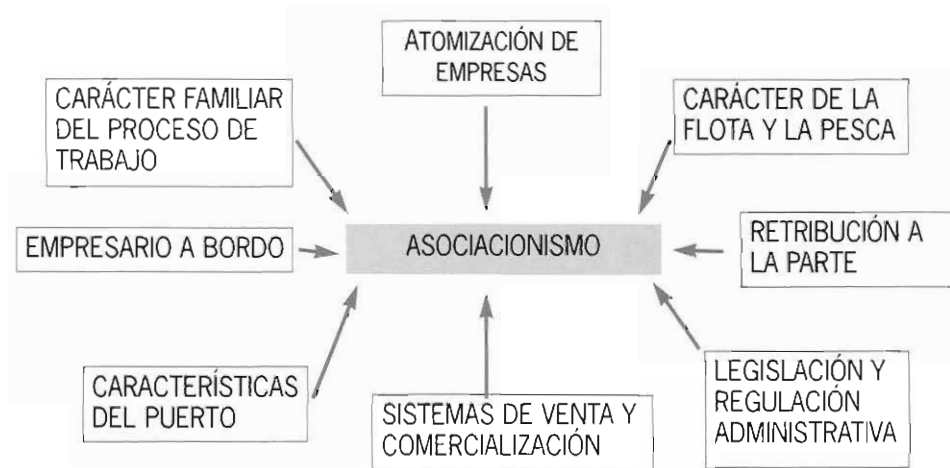 ATOMIZACIÓN DE
EMPRESAS
CARÁCTER FAMILIAR
DEL PROCESO DE
TRABAJO
CARÁCTER DE LA
FLOTA Y LA PESCA
EMPRESARIO A BORDO
ASOCIACIONISMO
RETRIBUCIÓN A
LA PARTE
CARACTERÍSTICAS
DEL PUERTO
SISTEMAS DE VENTA Y
COMERCIALIZACIÓN
LEGISLACIÓN Y
REGULACIÓN
ADMINISTRATIVA